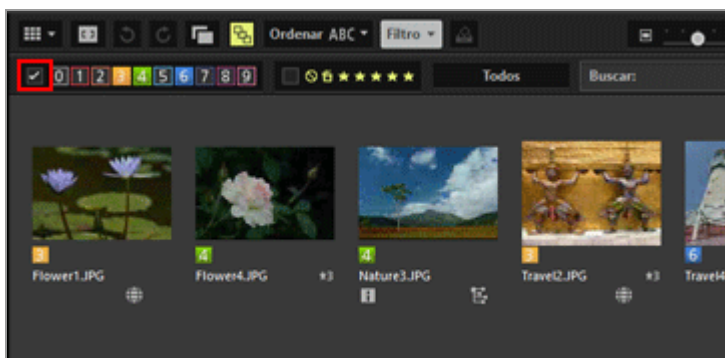 Ordenar ABC Filtro
0 1 2 3 4 5 6 7 8 9 Todos Buscar:
3 4 4 3 6
Flower1.JPG Flower4.JPG ★3 Nature3.JPG Travel2.JPG ★3 Travel4